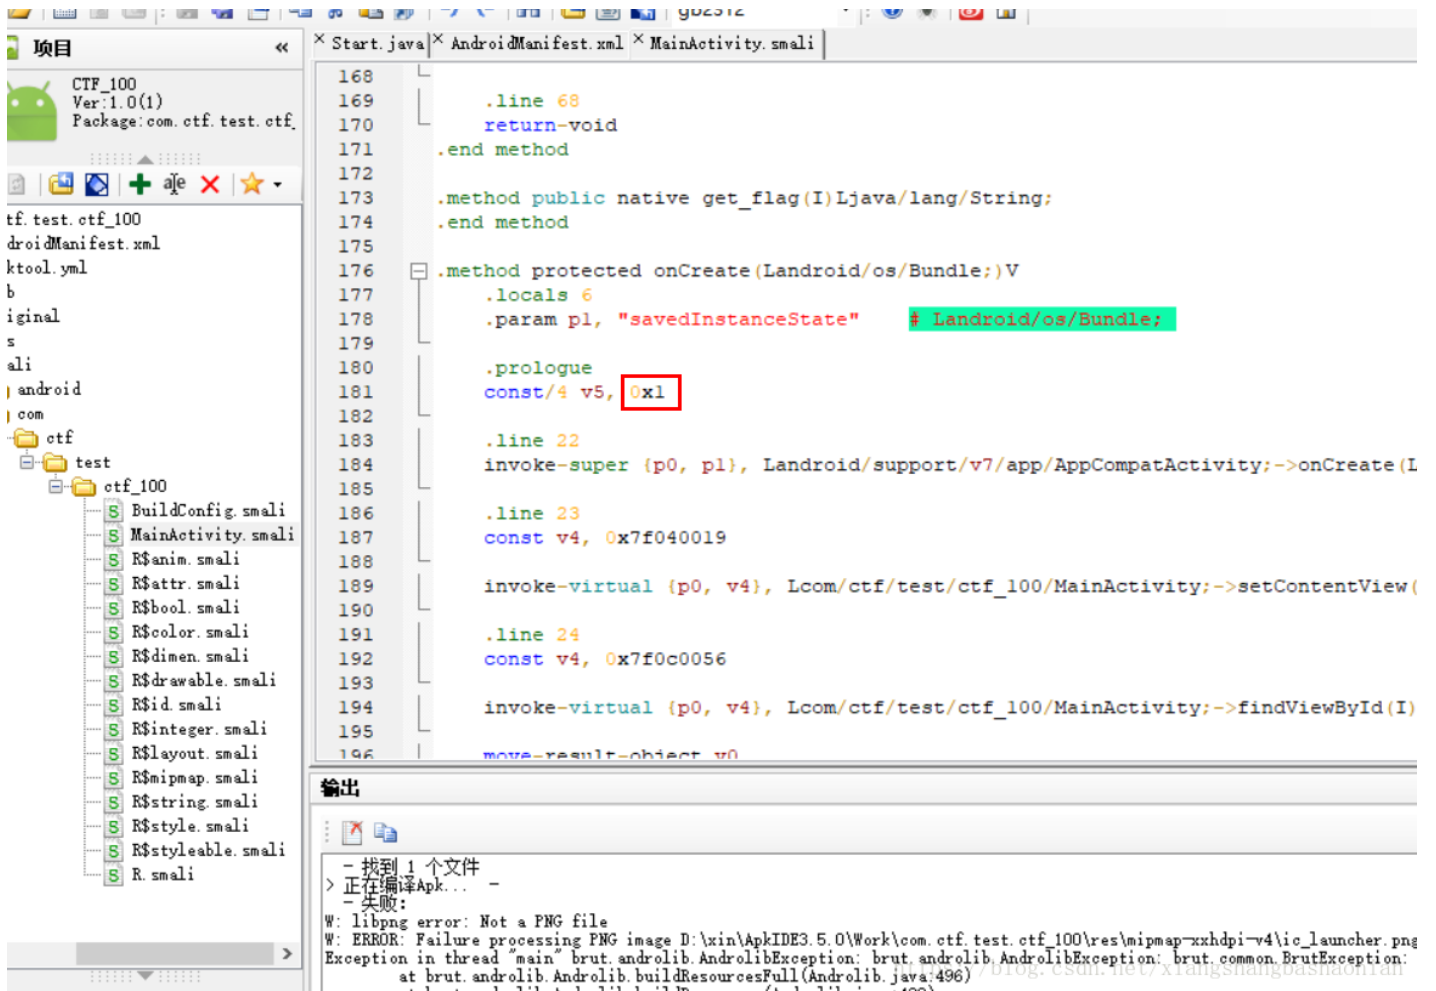 gb2312
项目 «
CTF_100
Ver:1.0(1)
Package:com.ctf.test.ctf_
tf.test.ctf_100
droidManifest.xml
ktool.yml
b
iginal
s
ali
android
com
ctf
test
ctf_100
BuildConfig.smali
MainActivity.smali
R$anim.smali
R$attr.smali
R$bool.smali
R$color.smali
R$dimen.smali
R$drawable.smali
R$id.smali
R$integer.smali
R$layout.smali
R$mipmap.smali
R$string.smali
R$style.smali
R$styleable.smali
R.smali
× Start.java × AndroidManifest.xml × MainActivity.smali
168
169 .line 68
170 return-void
171 .end method
172
173 .method public native get_flag(I)Ljava/lang/String;
174 .end method
175
176 .method protected onCreate(Landroid/os/Bundle;)V
177 .locals 6
178 .param p1, "savedInstanceState" # Landroid/os/Bundle;
179
180 .prologue
181 const/4 v5, 0x1
182
183 .line 22
184 invoke-super {p0, p1}, Landroid/support/v7/app/AppCompatActivity;->onCreate(L
185
186 .line 23
187 const v4, 0x7f040019
188
189 invoke-virtual {p0, v4}, Lcom/ctf/test/ctf_100/MainActivity;->setContentView(
190
191 .line 24
192 const v4, 0x7f0c0056
193
194 invoke-virtual {p0, v4}, Lcom/ctf/test/ctf_100/MainActivity;->findViewById(I)
195
196 move-result-object v0
输出
- 找到 1 个文件
> 正在编译Apk... -
- 失败:
W: libpng error: Not a PNG file
W: ERROR: Failure processing PNG image D:\xin\ApkIDE3.5.0\Work\com.ctf.test.ctf_100\res\mipmap-xxhdpi-v4\ic_launcher.png
Exception in thread "main" brut.androlib.AndrolibException: brut.androlib.AndrolibException: brut.common.BrutException:
at brut.androlib.Androlib.buildResourcesFull(Androlib.java:496)